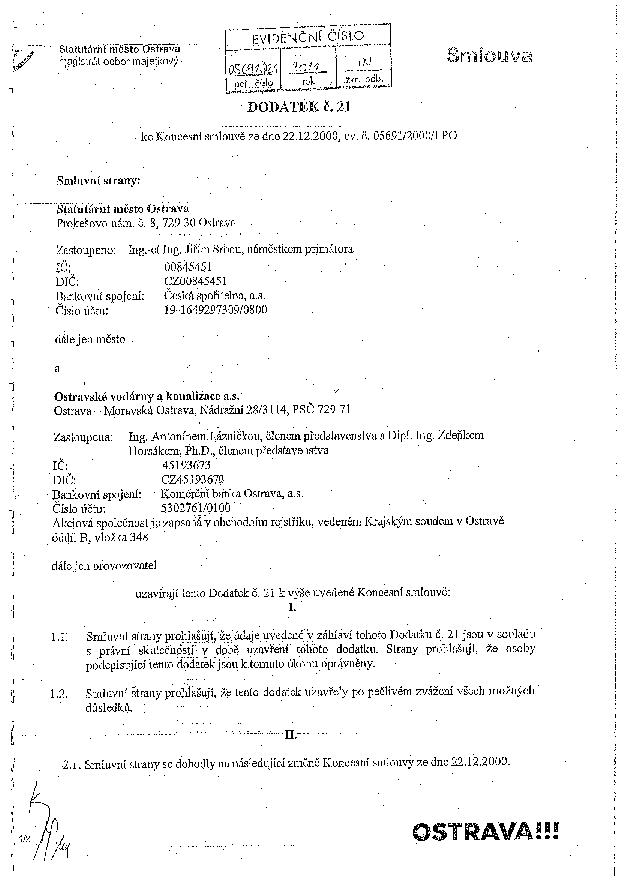 EVIDENČNÍ ČÍSLO
Statutární město Ostrava
magistrát odbor majetkový
poř. číslo rok zkr. odb.
Smlouva
DODATEK č. 21
ke Koncesní smlouvě ze dne 22.12.2000, ev. č. 05692/2000/LPO
Smluvní strany:
Statutární město Ostrava
Prokešovo nám. č. 8, 729 30 Ostrava
Zastoupeno: Ing. et Ing. Jiřím Srbou, náměstkem primátora
IČ: 00845451
DIČ: CZ00845451
Bankovní spojení: Česká spořitelna, a.s.
Číslo účtu: 19-1649297309/0800
dále jen město
a
Ostravské vodárny a kanalizace a.s.
Ostrava - Moravská Ostrava, Nádražní 28/3114, PSČ 729 71
Zastoupena: Ing. Antonínem Lázničkou, členem představenstva a Dipl. Ing. Zdeňkem
Horsákem, Ph.D., členem představenstva
IČ: 45193673
DIČ: CZ45193673
Bankovní spojení: Komerční banka Ostrava, a.s.
Číslo účtu: 5302761/0100
Akciová společnost je zapsaná v obchodním rejstříku, vedeném Krajským soudem v Ostravě
oddíl B, vložka 348
dále jen provozovatel
uzavírají tento Dodatek č. 21 k výše uvedené Koncesní smlouvě:
I.
1.1. Smluvní strany prohlašují, že údaje uvedené v záhlaví tohoto Dodatku č. 21 jsou v souladu
s právní skutečností v době uzavření tohoto dodatku. Strany prohlašují, že osoby
podepisující tento dodatek jsou k tomuto úkonu oprávněny.
1.2. Smluvní strany prohlašují, že tento dodatek uzavřely po pečlivém zvážení všech možných
důsledků.
II.
2.1. Smluvní strany se dohodly na následující změně Koncesní smlouvy ze dne 22.12.2000.
OSTRAVA!!!